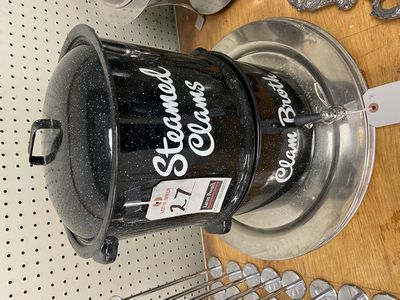 Steamed
Clams
Clam Broth
27